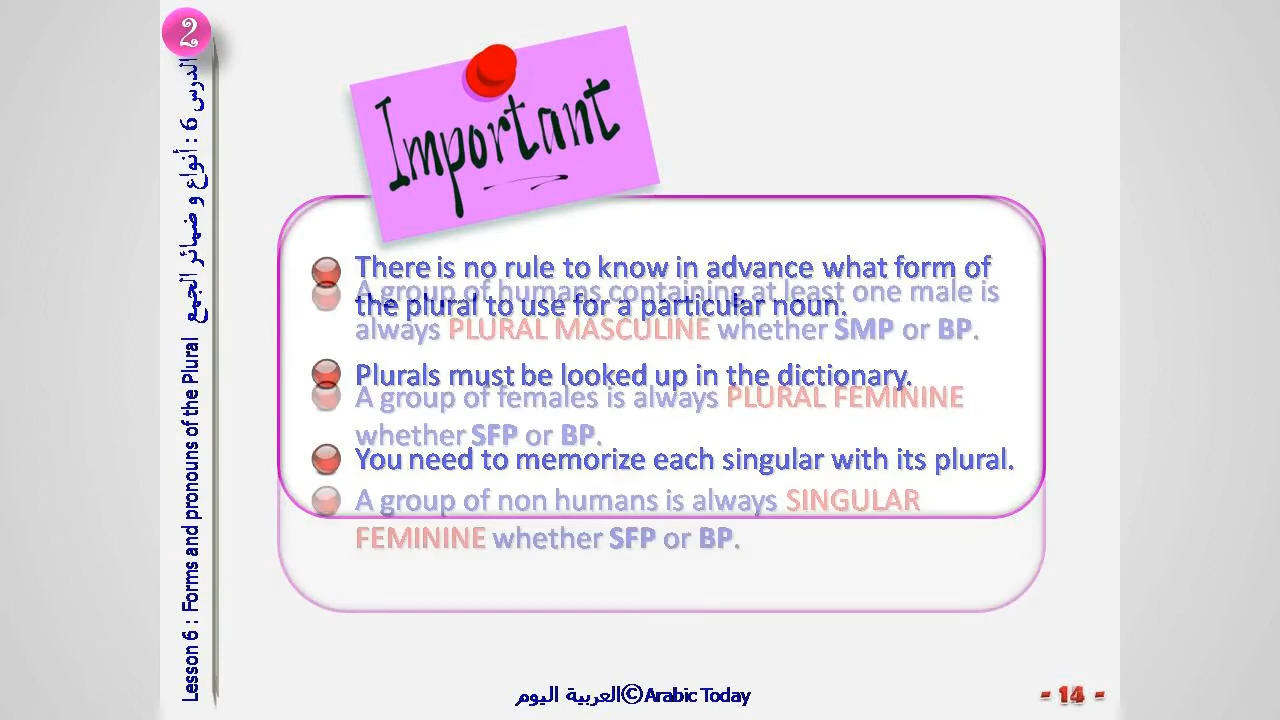 2
الدرس 6 : أنواع و ضمائر الجمع
Lesson 6 : Forms and pronouns of the Plural
Important
There is no rule to know in advance what form of
the plural to use for a particular noun.
Plurals must be looked up in the dictionary.
You need to memorize each singular with its plural.
A group of humans containing at least one male is
always PLURAL MASCULINE whether SMP or BP.
A group of females is always PLURAL FEMININE
whether SFP or BP.
A group of non humans is always SINGULAR
FEMININE whether SFP or BP.
العربية اليوم©Arabic Today
- 14 -